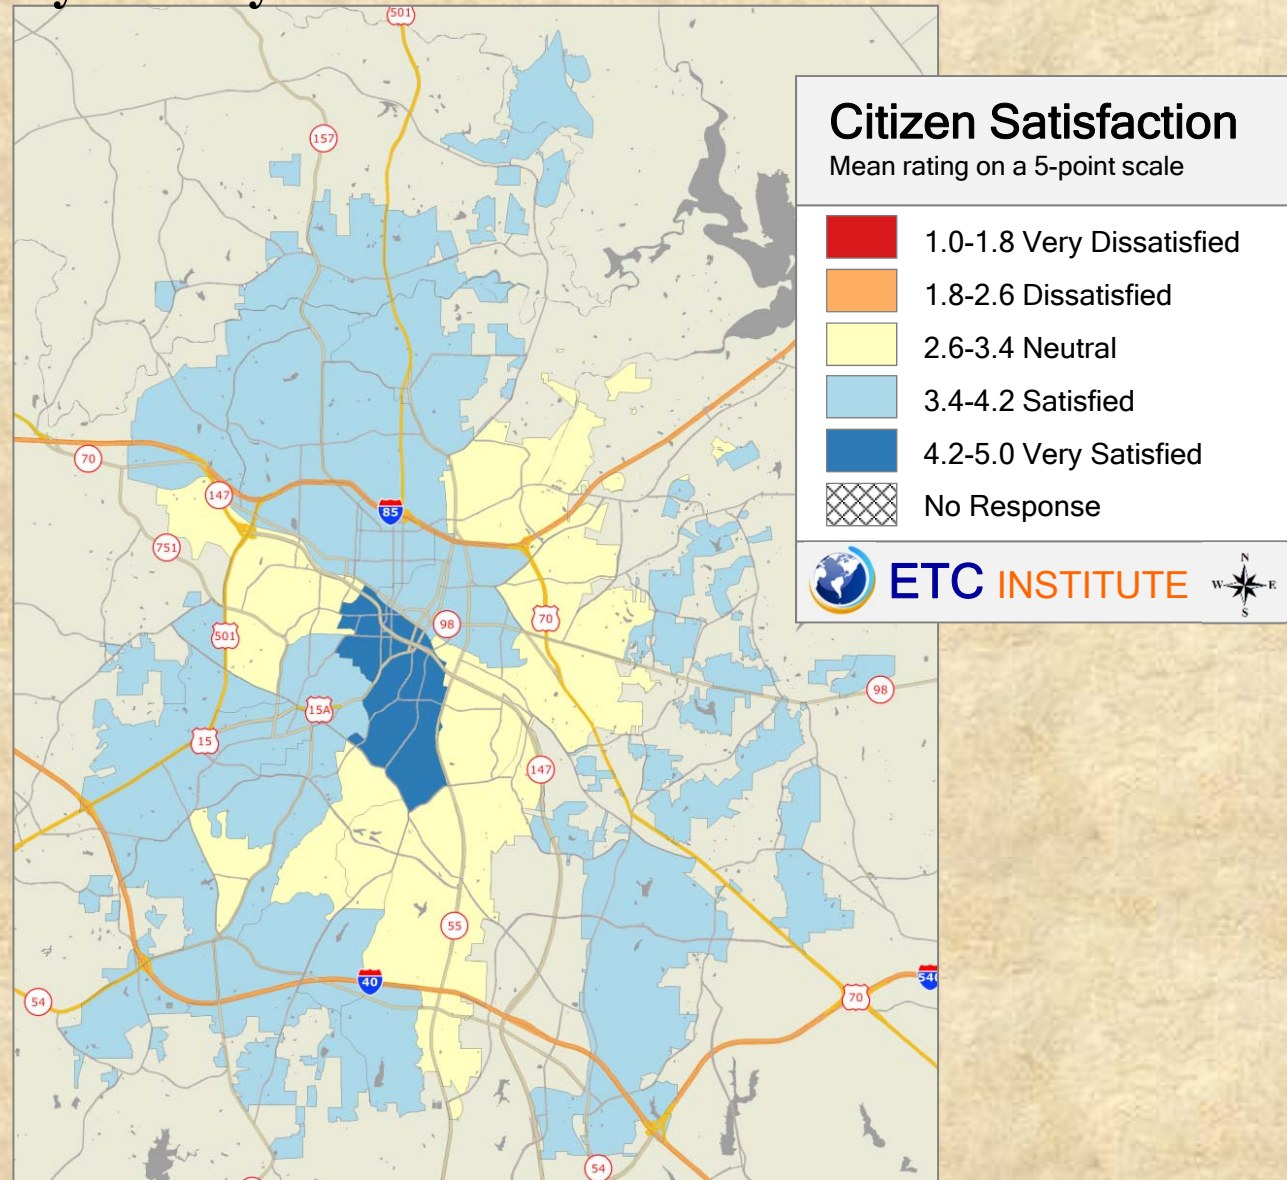 501
157
Citizen Satisfaction
Mean rating on a 5-point scale
1.0-1.8 Very Dissatisfied
1.8-2.6 Dissatisfied
2.6-3.4 Neutral
3.4-4.2 Satisfied
4.2-5.0 Very Satisfied
No Response
ETC INSTITUTE
N
W E
S
70
147
85
751
501
98
70
98
15A
15
147
55
40
54
70
540
54